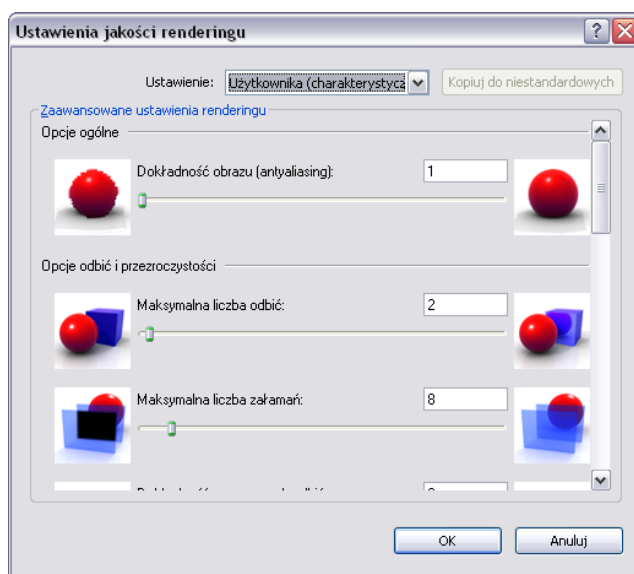 Ustawienia jakości renderingu
Ustawienie: Użytkownika (charakterystycz Kopiuj do niestandardowych
Zaawansowane ustawienia renderingu
Opcje ogólne
Dokładność obrazu (antyaliasing): 1
Opcje odbić i przezroczystości
Maksymalna liczba odbić: 2
Maksymalna liczba załamań: 8
OK Anuluj